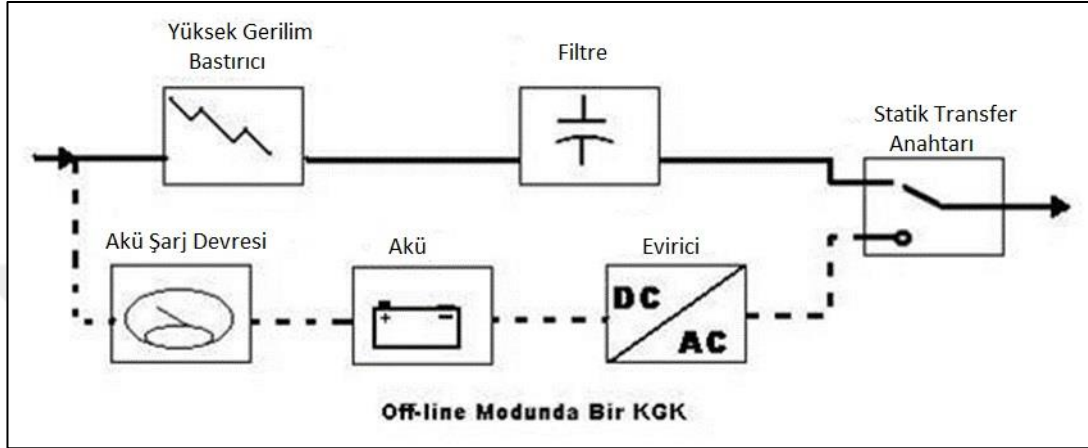 Yüksek Gerilim
Bastırıcı
Filtre
Statik Transfer
Anahtarı
Akü Şarj Devresi
Akü
Evirici
+ −
DC
AC
Off-line Modunda Bir KGK